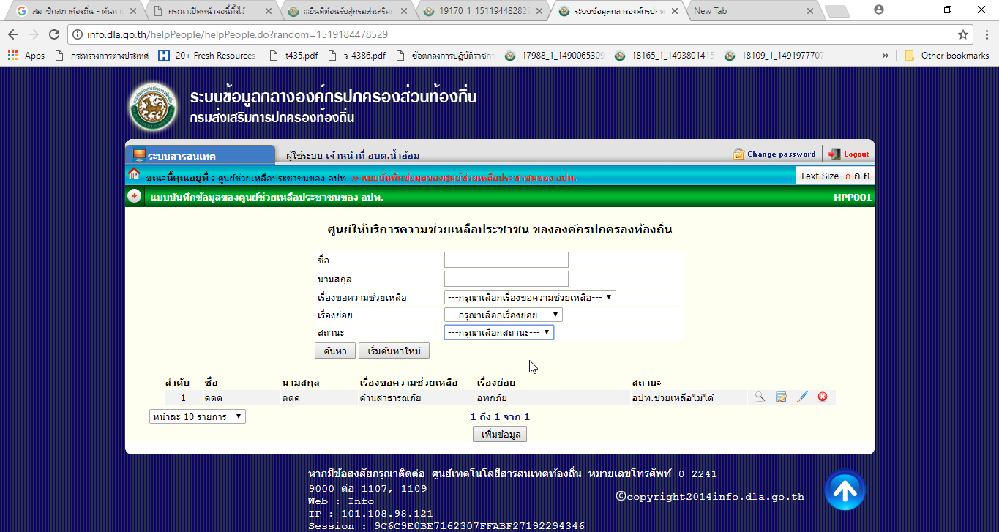 สมาชิกสภาท้องถิ่น - ค้นหา
กรุณาเปิดหน้าจอนี้ทิ้งไว้
:::ยินดีต้อนรับสู่กรมส่งเสริมก
19170_1_151194482829
ระบบข้อมูลกลางองค์กรปกค
New Tab
info.dla.go.th/helpPeople/helpPeople.do?random=1519184478529
Apps กระทรวงการต่างประเทศ 20+ Fresh Resources t435.pdf ว-4386.pdf ข้อตกลงการปฏิบัติราชกา 17988_1_1490065309 18165_1_1493801415 18109_1_1491977707 » Other bookmarks
ระบบข้อมูลกลางองค์กรปกครองส่วนท้องถิ่น
กรมส่งเสริมการปกครองท้องถิ่น
ระบบสารสนเทศ ผู้ใช้ระบบ เจ้าหน้าที่ อบต.น้ำอ้อม Change password Logout
ขณะนี้คุณอยู่ที่ : ศูนย์ช่วยเหลือประชาชนของ อปท. » แบบบันทึกข้อมูลของศูนย์ช่วยเหลือประชาชนของ อปท. Text Size ก ก ก
แบบบันทึกข้อมูลของศูนย์ช่วยเหลือประชาชนของ อปท. HPP001
ศูนย์ให้บริการความช่วยเหลือประชาชน ขององค์กรปกครองท้องถิ่น
ชื่อ
นามสกุล
เรื่องขอความช่วยเหลือ ---กรุณาเลือกเรื่องขอความช่วยเหลือ---
เรื่องย่อย ---กรุณาเลือกเรื่องย่อย---
สถานะ ---กรุณาเลือกสถานะ---
ค้นหา เริ่มค้นหาใหม่
ลำดับ ชื่อ นามสกุล เรื่องขอความช่วยเหลือ เรื่องย่อย สถานะ
1 ดดด ดดด ด้านสาธารณภัย อุทกภัย อปท.ช่วยเหลือไม่ได้
หน้าละ 10 รายการ 1 ถึง 1 จาก 1
เพิ่มข้อมูล
หากมีข้อสงสัยกรุณาติดต่อ ศูนย์เทคโนโลยีสารสนเทศท้องถิ่น หมายเลขโทรศัพท์ 0 2241
9000 ต่อ 1107, 1109
Web : Info
IP : 101.108.98.121
Session : 9C6C9E0BE7162307FFABF27192294346
©copyright2014info.dla.go.th